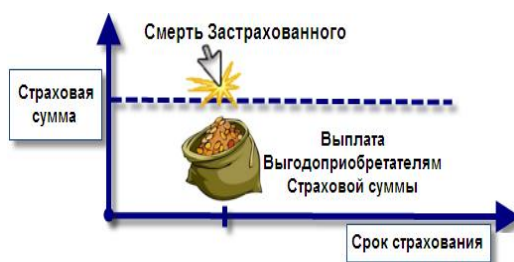 Смерть Застрахованного
Страховая
сумма
Выплата
Выгодоприобретателям
Страховой суммы
Срок страхования